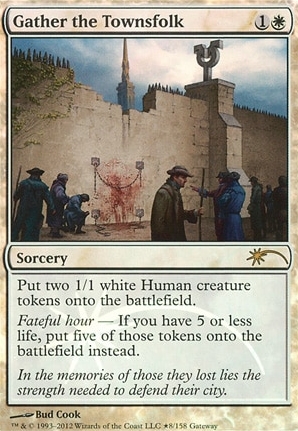 Gather the Townsfolk 1
Sorcery
Put two 1/1 white Human creature
tokens onto the battlefield.
Fateful hour — If you have 5 or less
life, put five of those tokens onto the
battlefield instead.
In the memories of those they lost lies the
strength needed to defend their city.
Bud Cook
™ & © 1993–2012 Wizards of the Coast LLC ★8/158 Gateway